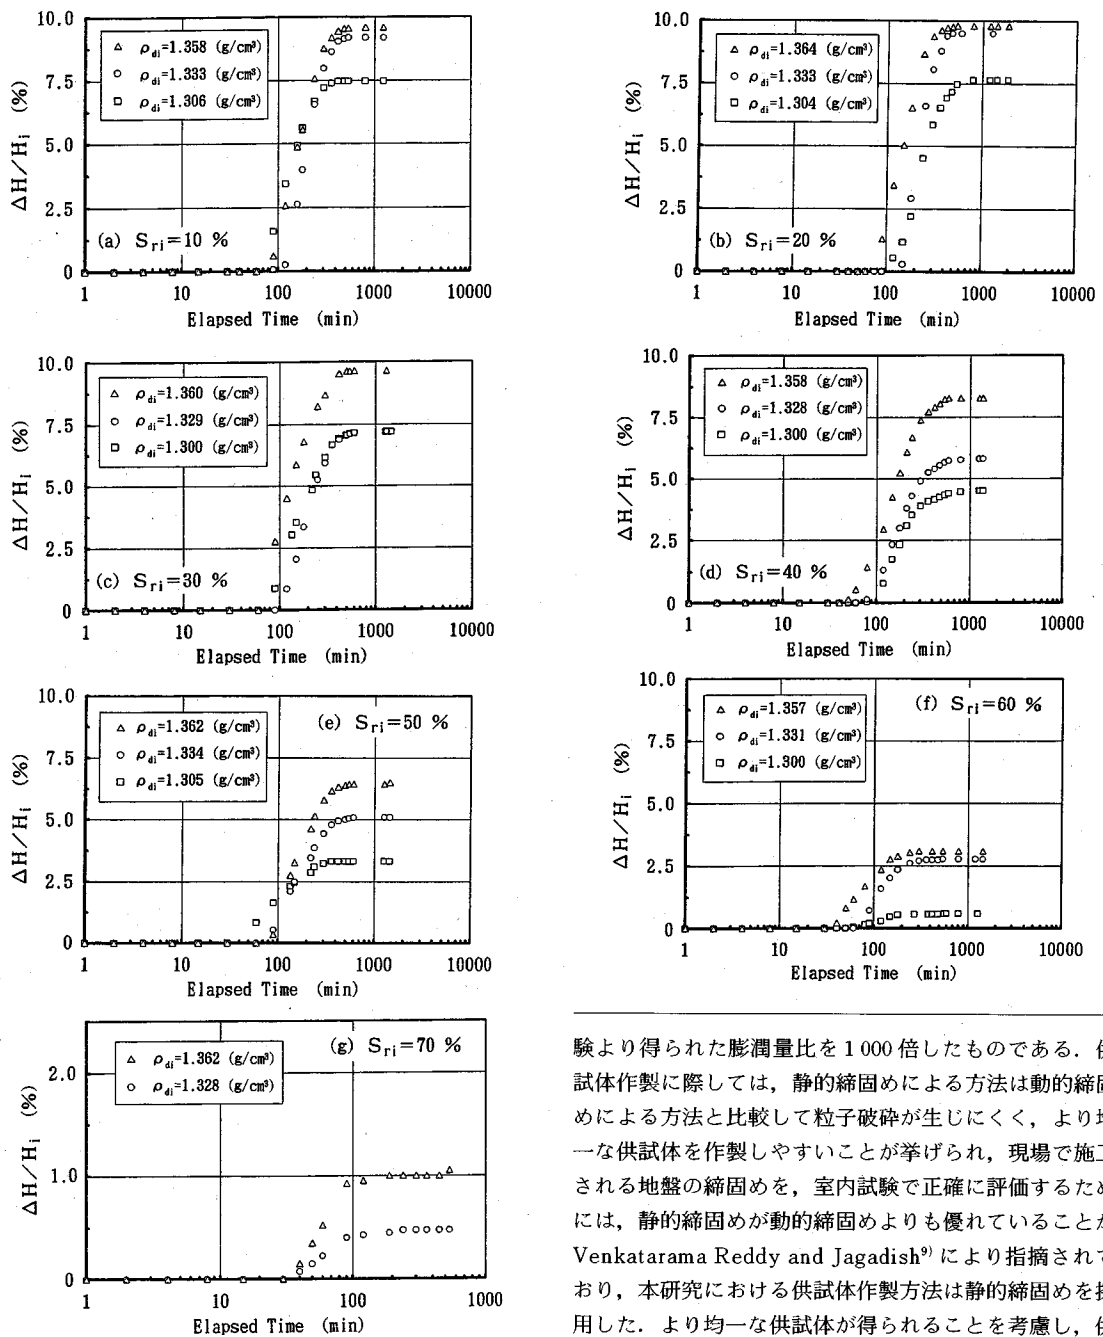 10.0
7.5
5.0
2.5
0
ΔH/Hi (%)
△ ρdi=1.358 (g/cm³)
○ ρdi=1.333 (g/cm³)
□ ρdi=1.306 (g/cm³)
(a) Sri=10 %
1 10 100 1000 10000
Elapsed Time (min)
10.0
7.5
5.0
2.5
0
ΔH/Hi (%)
△ ρdi=1.364 (g/cm³)
○ ρdi=1.333 (g/cm³)
□ ρdi=1.304 (g/cm³)
(b) Sri=20 %
1 10 100 1000 10000
Elapsed Time (min)
10.0
7.5
5.0
2.5
0
ΔH/Hi (%)
△ ρdi=1.360 (g/cm³)
○ ρdi=1.329 (g/cm³)
□ ρdi=1.300 (g/cm³)
(c) Sri=30 %
1 10 100 1000 10000
Elapsed Time (min)
10.0
7.5
5.0
2.5
0
ΔH/Hi (%)
△ ρdi=1.358 (g/cm³)
○ ρdi=1.328 (g/cm³)
□ ρdi=1.300 (g/cm³)
(d) Sri=40 %
1 10 100 1000 10000
Elapsed Time (min)
10.0
7.5
5.0
2.5
0
ΔH/Hi (%)
△ ρdi=1.362 (g/cm³)
○ ρdi=1.334 (g/cm³)
□ ρdi=1.305 (g/cm³)
(e) Sri=50 %
1 10 100 1000 10000
Elapsed Time (min)
10.0
7.5
5.0
2.5
0
ΔH/Hi (%)
△ ρdi=1.357 (g/cm³)
○ ρdi=1.331 (g/cm³)
□ ρdi=1.300 (g/cm³)
(f) Sri=60 %
1 10 100 1000 10000
Elapsed Time (min)
2.0
1.0
0
ΔH/Hi (%)
△ ρdi=1.362 (g/cm³)
○ ρdi=1.328 (g/cm³)
(g) Sri=70 %
1 10 100 1000
Elapsed Time (min)
験より得られた膨潤量比を1000倍したものである．供
試体作製に際しては，静的締固めによる方法は動的締固
めによる方法と比較して粒子破砕が生じにくく，より均
一な供試体を作製しやすいことが挙げられ，現場で施工
される地盤の締固めを，室内試験で正確に評価するため
には，静的締固めが動的締固めよりも優れていることが
Venkatarama Reddy and Jagadish⁹⁾により指摘されて
おり，本研究における供試体作製方法は静的締固めを採
用した．より均一な供試体が得られることを考慮し，供